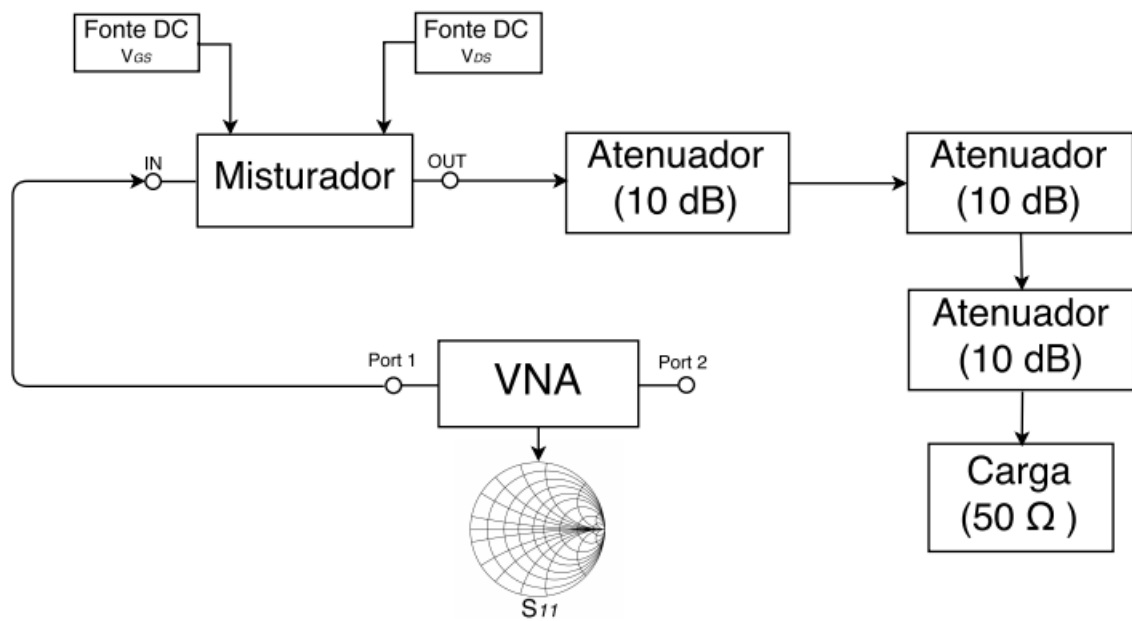 Fonte DC
VGS
Fonte DC
VDS
IN
Misturador
OUT
Atenuador
(10 dB)
Atenuador
(10 dB)
Atenuador
(10 dB)
Port 1
VNA
Port 2
Carga
(50 Ω )
S11